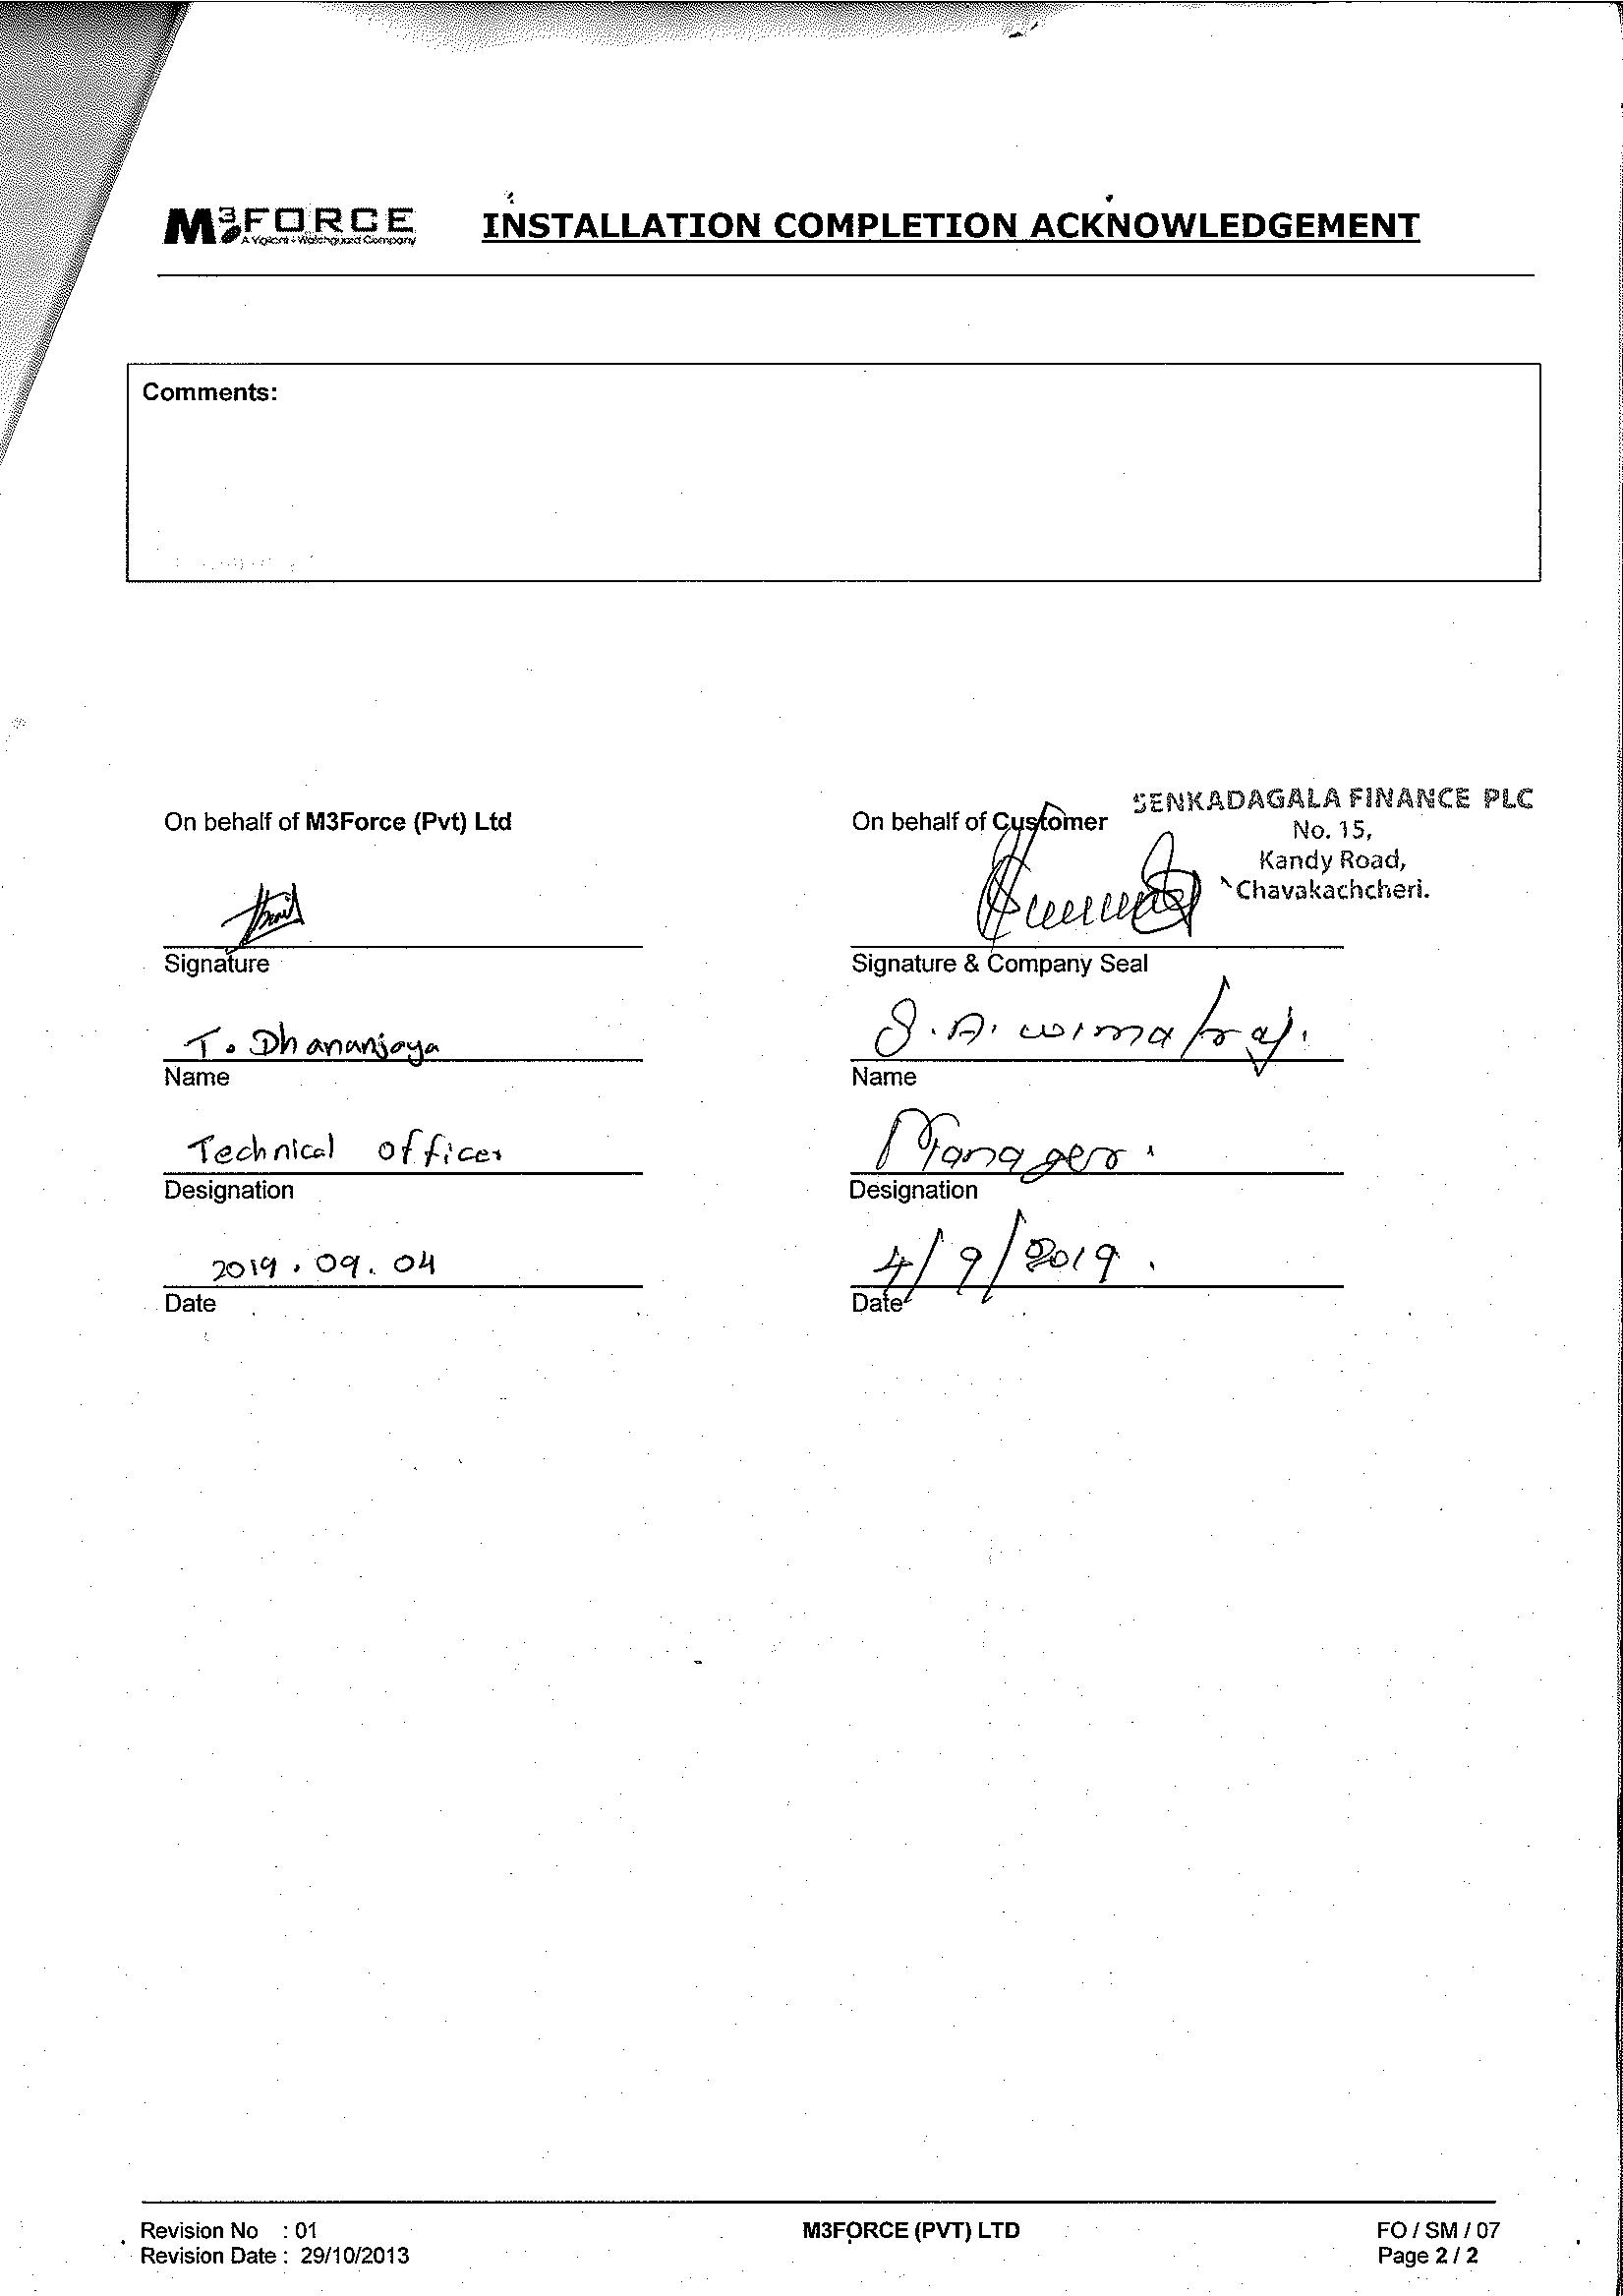 M3FORCE
A Vigilant - Watchguard Company
INSTALLATION COMPLETION ACKNOWLEDGEMENT
Comments:
On behalf of M3Force (Pvt) Ltd
Signature
T. Dhananjaya
Name
Technical officer
Designation
2019.09.04
Date
On behalf of Customer
SENKADAGALA FINANCE PLC
No. 15,
Kandy Road,
Chavakachcheri.
Signature & Company Seal
Name
Manager.
Designation
4/9/2019.
Date
Revision No : 01
Revision Date : 29/10/2013
M3FORCE (PVT) LTD
FO / SM / 07
Page 2 / 2